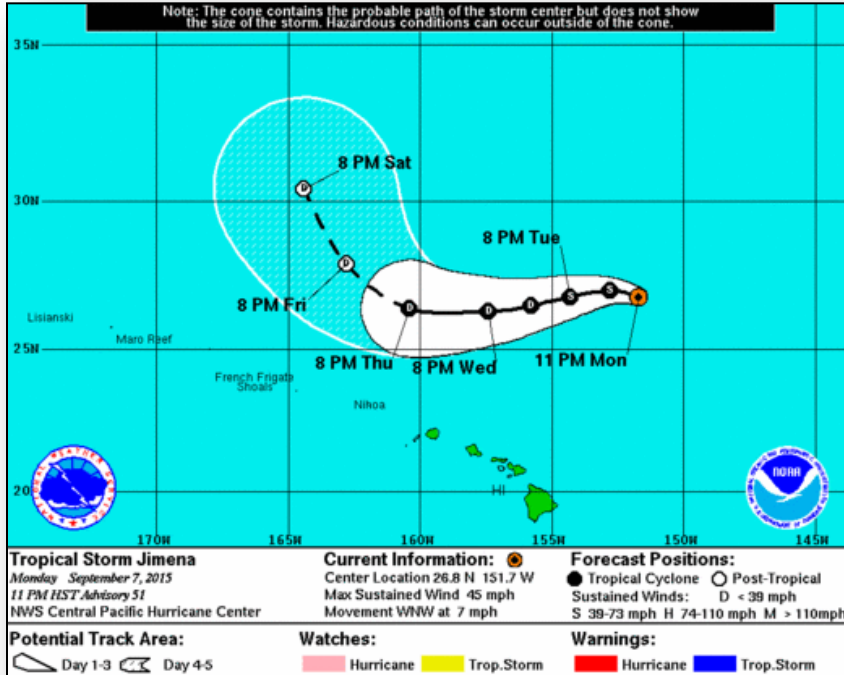 Note: The cone contains the probable path of the storm center but does not show
the size of the storm. Hazardous conditions can occur outside of the cone.
35N
8 PM Sat
D
30N
8 PM Tue
D
8 PM Fri
S
S
D
D
D
Lisianski
Maro Reef
25N
8 PM Thu
8 PM Wed
11 PM Mon
French Frigate
Shoals
Nihoa
NATIONAL WEATHER SERVICE
NOAA
HI
20N
170W
165W
160W
155W
150W
145W
Tropical Storm Jimena
Monday September 7, 2015
11 PM HST Advisory 51
NWS Central Pacific Hurricane Center
Current Information:
Center Location 26.8 N 151.7 W
Max Sustained Wind 45 mph
Movement WNW at 7 mph
Forecast Positions:
Tropical Cyclone Post-Tropical
Sustained Winds: D < 39 mph
S 39-73 mph H 74-110 mph M > 110mph
Potential Track Area:
Day 1-3 Day 4-5
Watches:
Hurricane Trop.Storm
Warnings:
Hurricane Trop.Storm